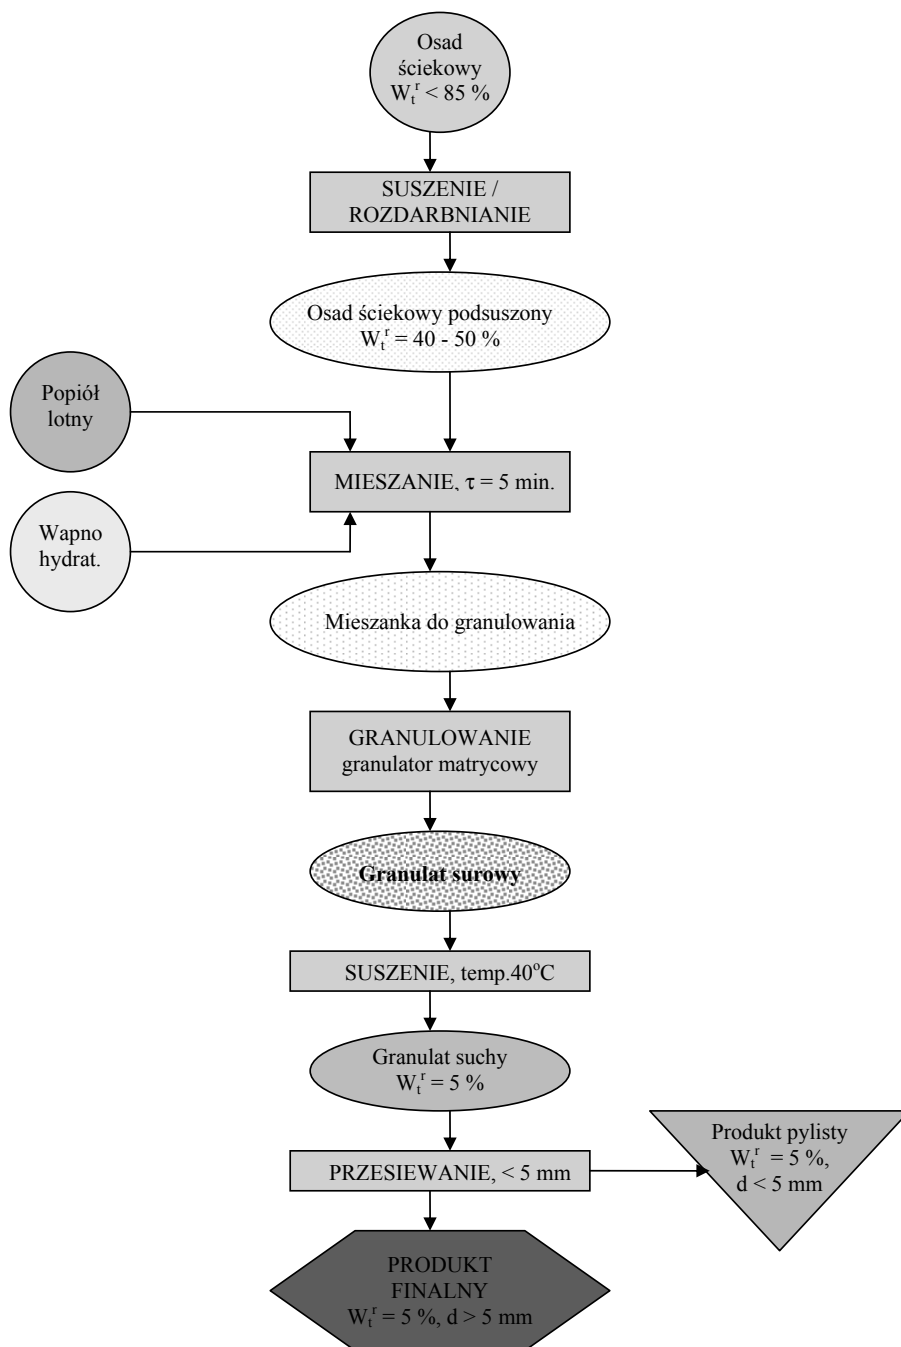 Osad
ściekowy
W_t^r < 85 %
SUSZENIE /
ROZDARBNIANIE
Osad ściekowy podsuszony
W_t^r = 40 - 50 %
Popiół
lotny
MIESZANIE, τ = 5 min.
Wapno
hydrat.
Mieszanka do granulowania
GRANULOWANIE
granulator matrycowy
Granulat surowy
SUSZENIE, temp.40°C
Granulat suchy
W_t^r = 5 %
PRZESIEWANIE, < 5 mm
Produkt pylisty
W_t^r = 5 %,
d < 5 mm
PRODUKT
FINALNY
W_t^r = 5 %, d > 5 mm